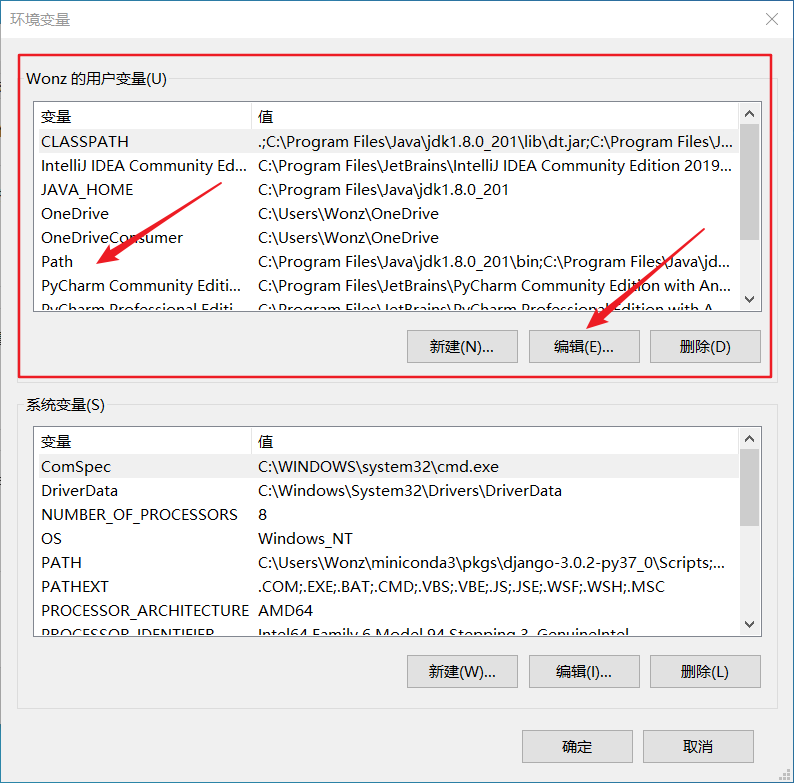 环境变量
Wonz 的用户变量(U)
变量 值
CLASSPATH .;C:\Program Files\Java\jdk1.8.0_201\lib\dt.jar;C:\Program Files\J...
IntelliJ IDEA Community Ed... C:\Program Files\JetBrains\IntelliJ IDEA Community Edition 2019...
JAVA_HOME C:\Program Files\Java\jdk1.8.0_201
OneDrive C:\Users\Wonz\OneDrive
OneDriveConsumer C:\Users\Wonz\OneDrive
Path C:\Program Files\Java\jdk1.8.0_201\bin;C:\Program Files\Java\jd...
PyCharm Community Editi... C:\Program Files\JetBrains\PyCharm Community Edition with An...
PyCharm Professional Editi... C:\Program Files\JetBrains\PyCharm Professional Edition with A...
新建(N)... 编辑(E)... 删除(D)
系统变量(S)
变量 值
ComSpec C:\WINDOWS\system32\cmd.exe
DriverData C:\Windows\System32\Drivers\DriverData
NUMBER_OF_PROCESSORS 8
OS Windows_NT
PATH C:\Users\Wonz\miniconda3\pkgs\django-3.0.2-py37_0\Scripts;...
PATHEXT .COM;.EXE;.BAT;.CMD;.VBS;.VBE;.JS;.JSE;.WSF;.WSH;.MSC
PROCESSOR_ARCHITECTURE AMD64
PROCESSOR_IDENTIFIER Intel64 Family 6 Model 94 Stepping 3, GenuineIntel
新建(W)... 编辑(I)... 删除(L)
确定 取消